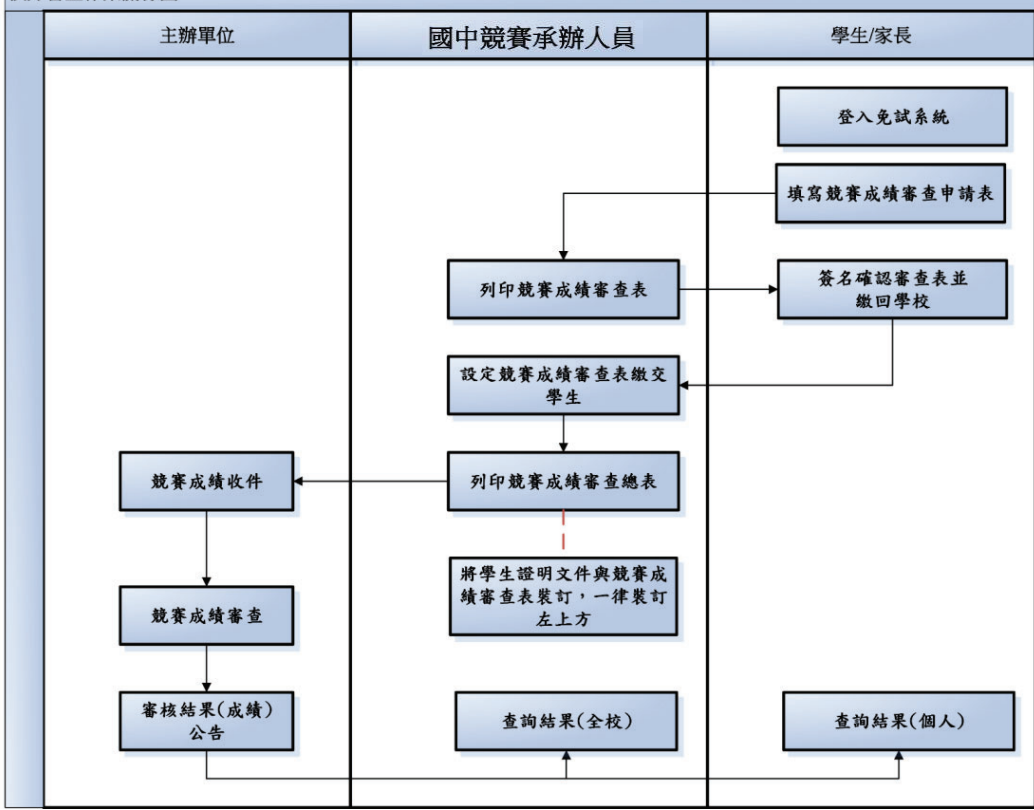 主辦單位
國中競賽承辦人員
學生/家長
登入免試系統
填寫競賽成績審查申請表
列印競賽成績審查表
簽名確認審查表並
繳回學校
設定競賽成績審查表繳交
學生
競賽成績收件
列印競賽成績審查總表
將學生證明文件與競賽成
績審查表裝訂，一律裝訂
左上方
競賽成績審查
審核結果(成績)
公告
查詢結果(全校)
查詢結果(個人)